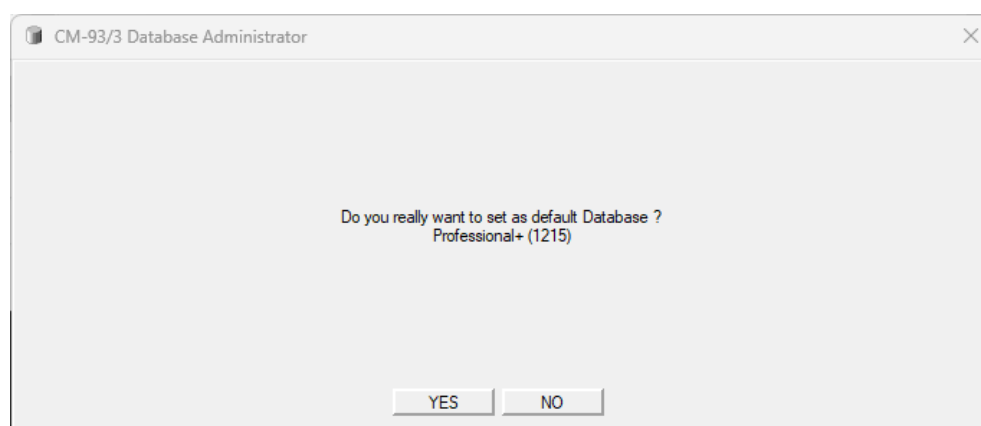 CM-93/3 Database Administrator
Do you really want to set as default Database ?
Professional+ (1215)
YES NO